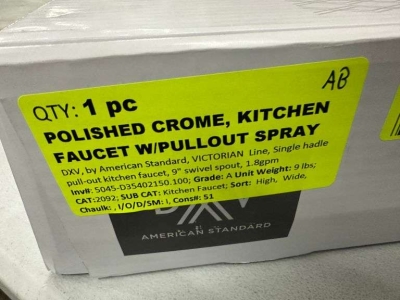 AB
QTY: 1 pc
POLISHED CROME, KITCHEN
FAUCET W/PULLOUT SPRAY
DXV, by American Standard, VICTORIAN Line, Single hadle
pull-out kitchen faucet, 9" swivel spout, 1.8gpm
Inv#: 5045-D35402150.100; Grade: A Unit Weight: 9 lbs;
CAT:2092; SUB CAT: Kitchen Faucet; Sort: High, Wide,
Chaulk: , I/O/D/SM: I, Cons#: 51
DXV
AMERICAN STANDARD